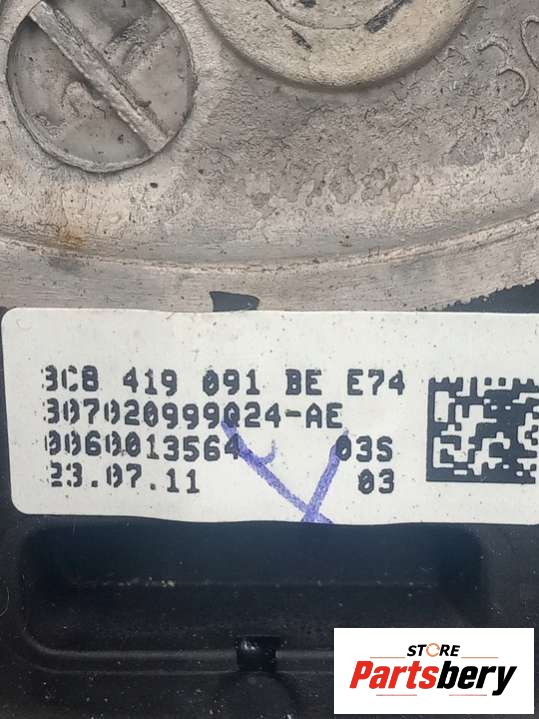 3C8 419 091 BE E74
307020999024-AE
0060013564 03S
23.07.11 03
STORE
Partsbery